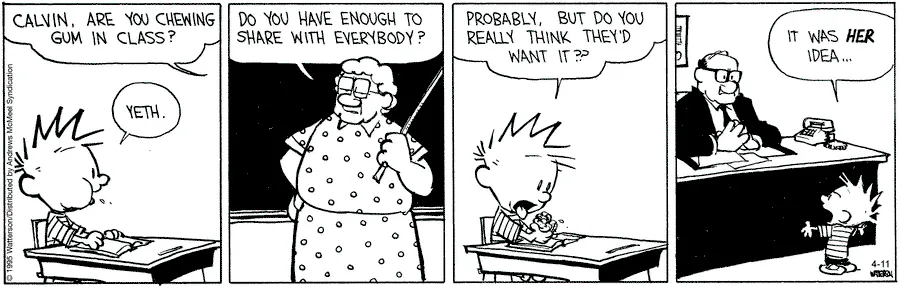 CALVIN, ARE YOU CHEWING
GUM IN CLASS?
YETH.
© 1995 Watterson/Distributed by Andrews McMeel Syndication
DO YOU HAVE ENOUGH TO
SHARE WITH EVERYBODY?
PROBABLY, BUT DO YOU
REALLY THINK THEY'D
WANT IT??
IT WAS HER
IDEA...
4-11
WATTERSON